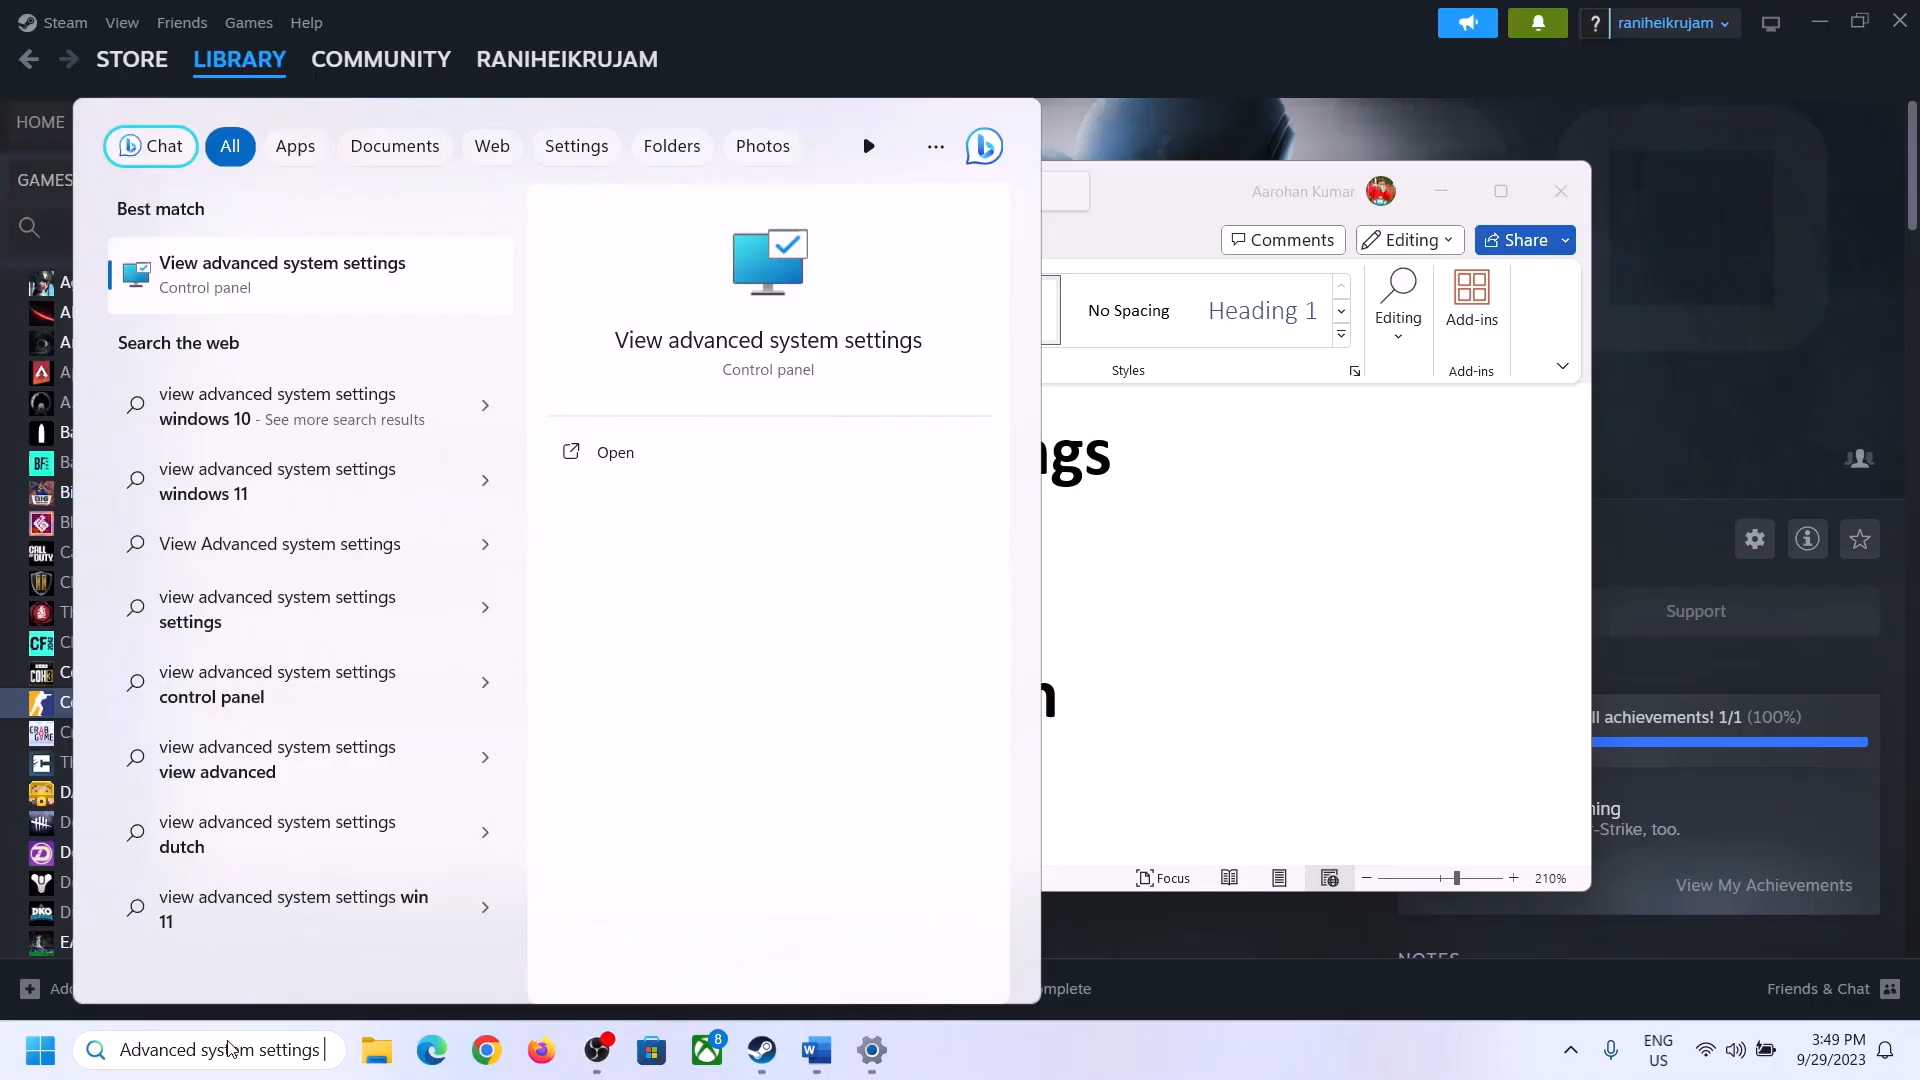 Steam View Friends Games Help
raniheikrujam
STORE LIBRARY COMMUNITY RANIHEIKRUJAM
HOME
GAMES
Chat All Apps Documents Web Settings Folders Photos
Best match
View advanced system settings
Control panel
Search the web
view advanced system settings
windows 10 - See more search results
view advanced system settings
windows 11
View Advanced system settings
view advanced system settings
settings
view advanced system settings
control panel
view advanced system settings
view advanced
view advanced system settings
dutch
view advanced system settings win
11
View advanced system settings
Control panel
Open
Aarohan Kumar
Comments Editing Share
No Spacing Heading 1
Editing
Add-ins
Styles
Add-ins
ngs
n
Focus
210%
Support
ll achievements! 1/1 (100%)
ning
-Strike, too.
View My Achievements
NOTES
Add
mplete
Friends & Chat
Advanced system settings
8
ENG
US
3:49 PM
9/29/2023